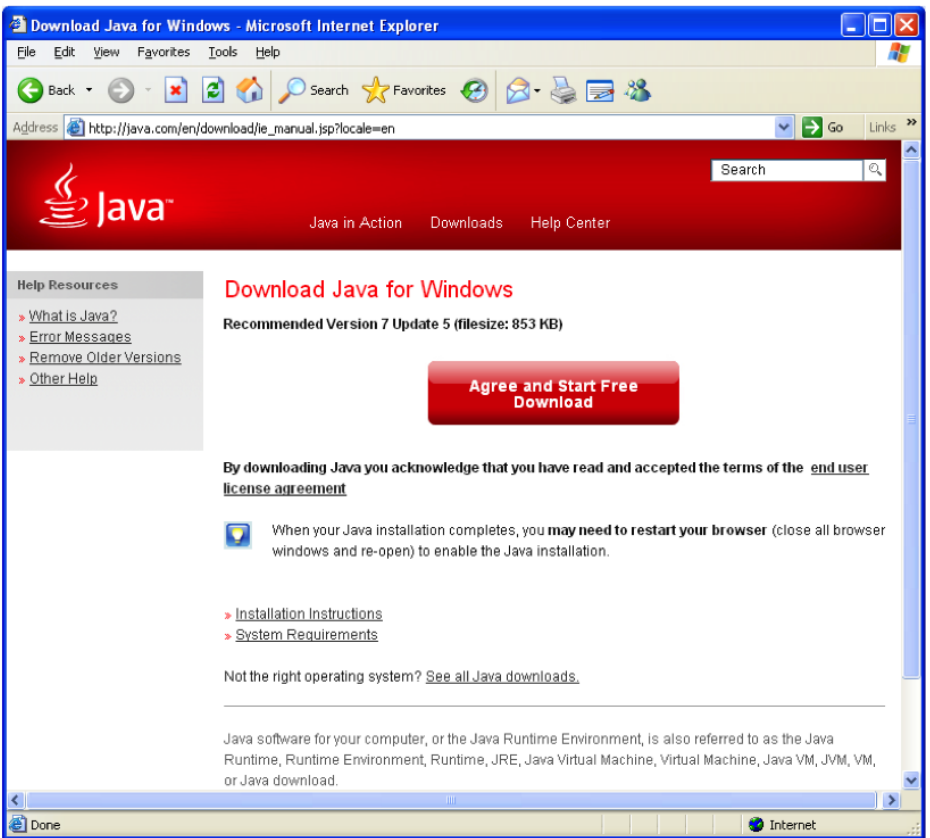 Download Java for Windows - Microsoft Internet Explorer
File Edit View Favorites Tools Help
Back Search Favorites
Address http://java.com/en/download/ie_manual.jsp?locale=en Go Links »
Search
Java™
Java in Action Downloads Help Center
Help Resources
» What is Java?
» Error Messages
» Remove Older Versions
» Other Help
Download Java for Windows
Recommended Version 7 Update 5 (filesize: 853 KB)
Agree and Start Free
Download
By downloading Java you acknowledge that you have read and accepted the terms of the end user
license agreement
When your Java installation completes, you may need to restart your browser (close all browser
windows and re-open) to enable the Java installation.
» Installation Instructions
» System Requirements
Not the right operating system? See all Java downloads.
Java software for your computer, or the Java Runtime Environment, is also referred to as the Java
Runtime, Runtime Environment, Runtime, JRE, Java Virtual Machine, Virtual Machine, Java VM, JVM, VM,
or Java download.
Done Internet